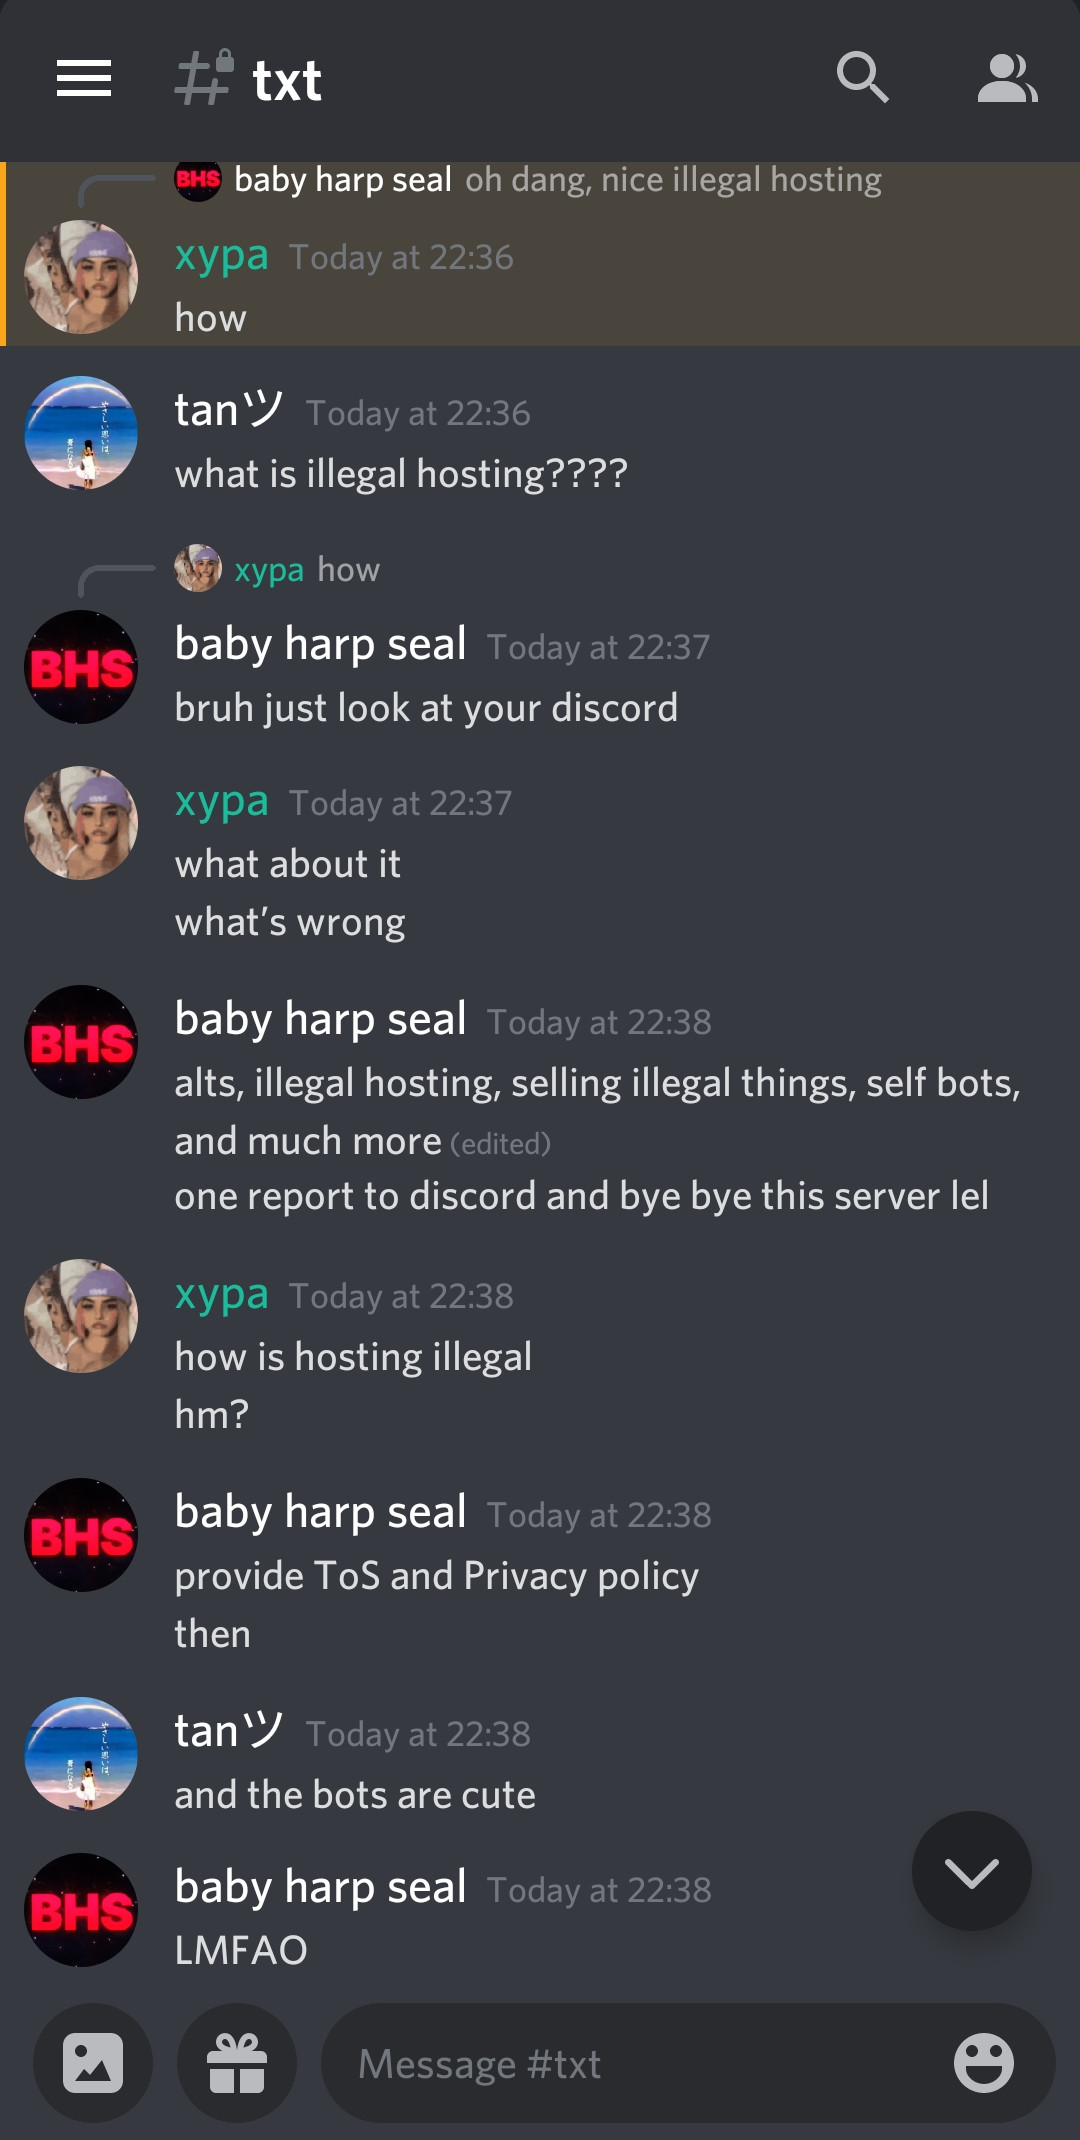 txt
BHS baby harp seal oh dang, nice illegal hosting
xypa Today at 22:36
how
tanツ Today at 22:36
what is illegal hosting????
xypa how
BHS
baby harp seal Today at 22:37
bruh just look at your discord
xypa Today at 22:37
what about it
what’s wrong
BHS
baby harp seal Today at 22:38
alts, illegal hosting, selling illegal things, self bots,
and much more (edited)
one report to discord and bye bye this server lel
xypa Today at 22:38
how is hosting illegal
hm?
BHS
baby harp seal Today at 22:38
provide ToS and Privacy policy
then
tanツ Today at 22:38
and the bots are cute
BHS
baby harp seal Today at 22:38
LMFAO
Message #txt